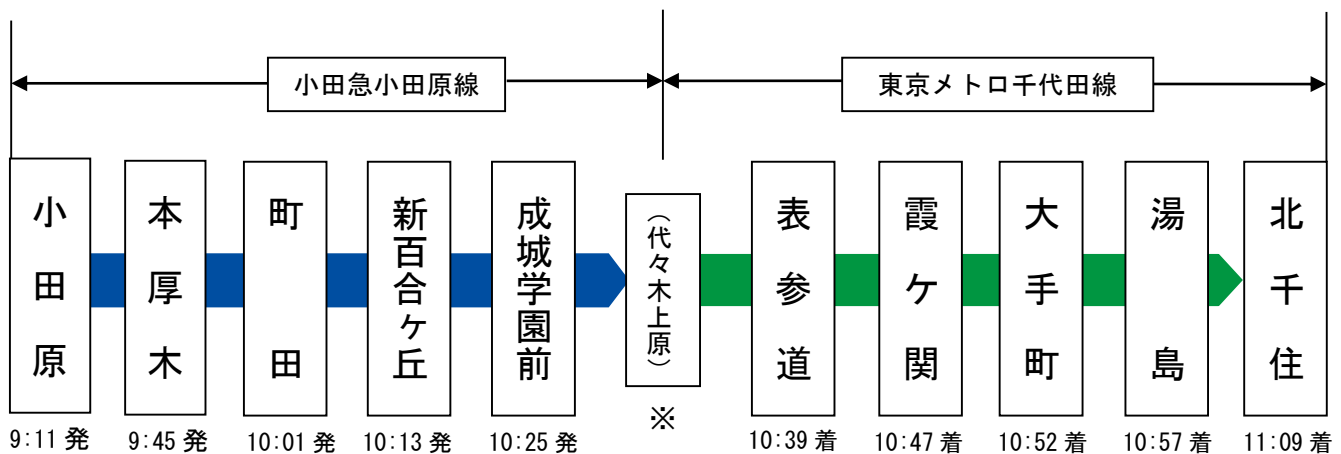 小田急小田原線
東京メトロ千代田線
小田原
本厚木
町田
新百合ヶ丘
成城学園前
（代々木上原）
表参道
霞ケ関
大手町
湯島
北千住
※
9:11 発
9:45 発
10:01 発
10:13 発
10:25 発
10:39 着
10:47 着
10:52 着
10:57 着
11:09 着